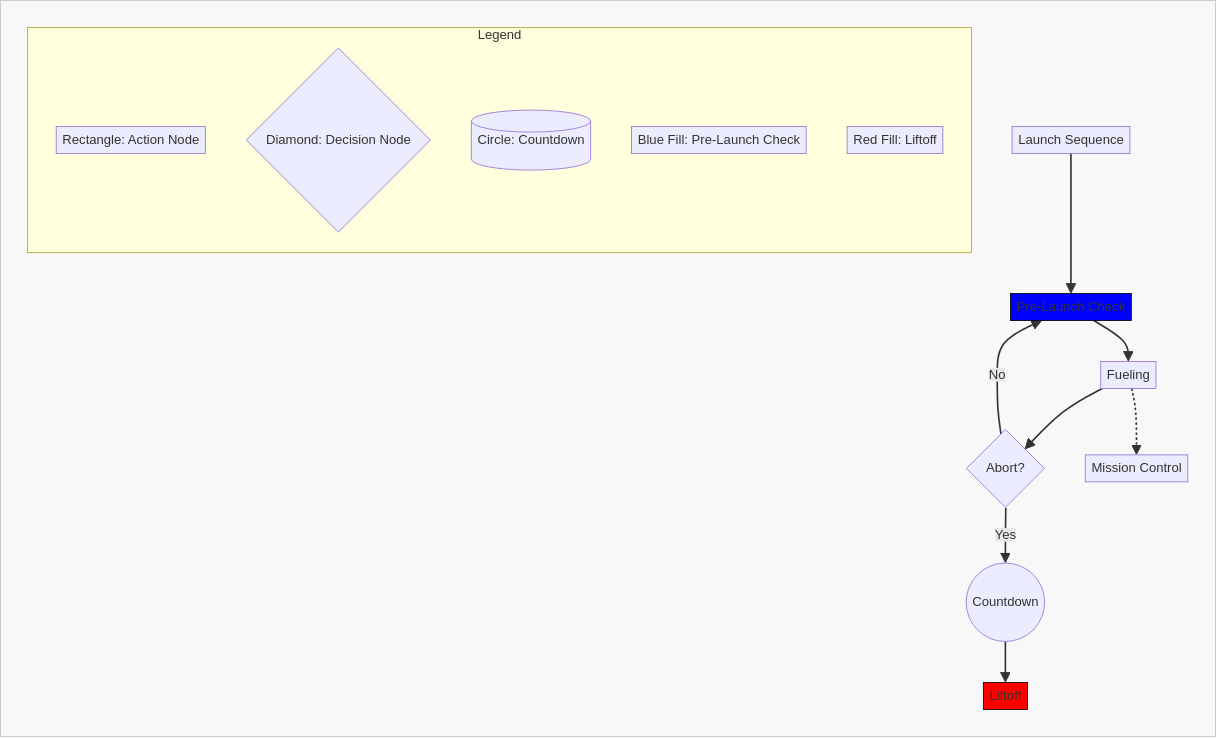 Legend
Rectangle: Action Node
Diamond: Decision Node
Circle: Countdown
Blue Fill: Pre-Launch Check
Red Fill: Liftoff
Launch Sequence
Pre-Launch Check
No
Fueling
Abort?
Mission Control
Yes
Countdown
Liftoff